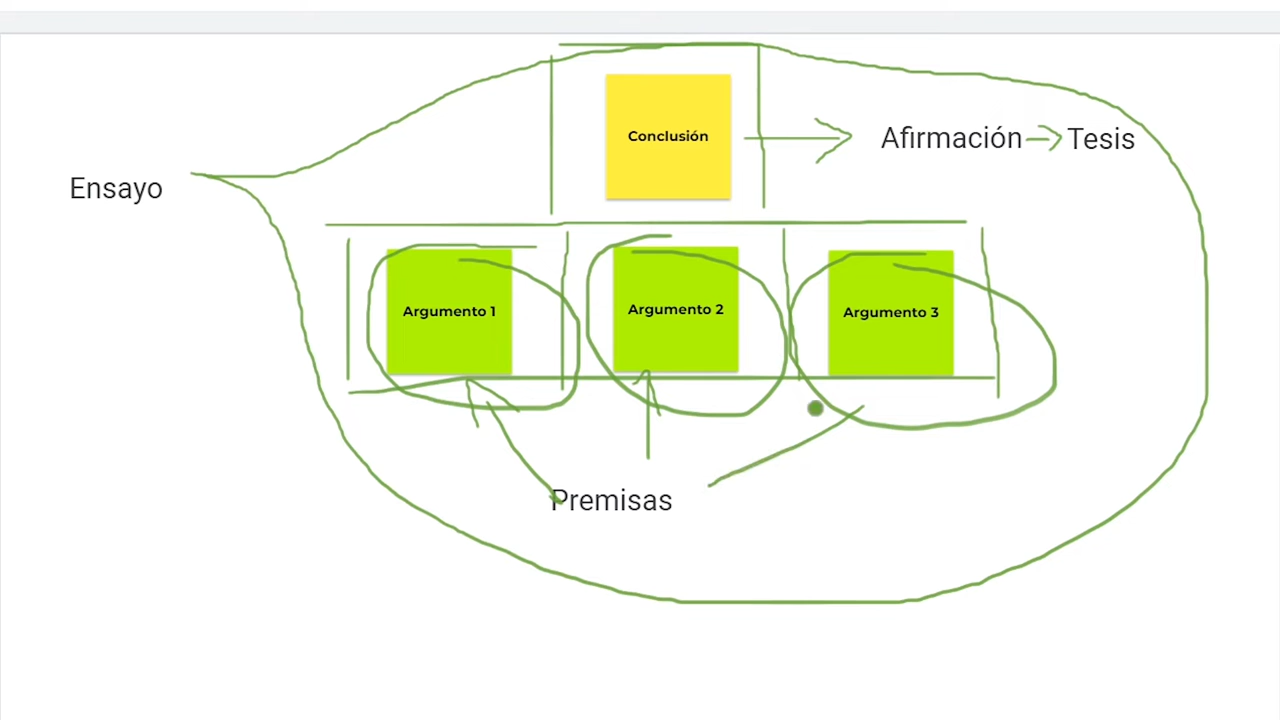 Conclusión
Afirmación
Tesis
Ensayo
Argumento 1
Argumento 2
Argumento 3
Premisas